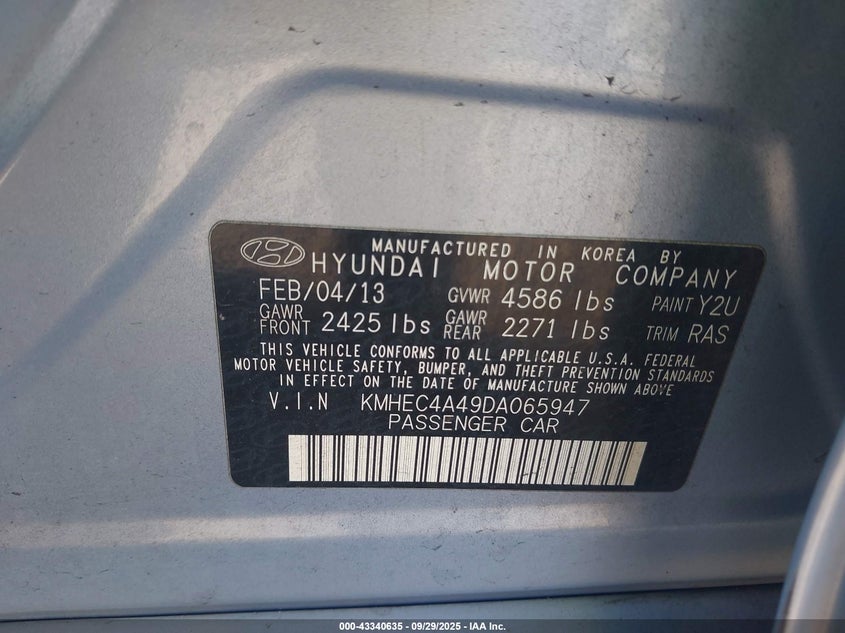 MANUFACTURED IN KOREA BY
HYUNDAI MOTOR COMPANY
FEB/04/13 GVWR 4586 lbs PAINT Y2U
GAWR FRONT 2425 lbs GAWR REAR 2271 lbs TRIM RAS
THIS VEHICLE CONFORMS TO ALL APPLICABLE U.S.A. FEDERAL
MOTOR VEHICLE SAFETY, BUMPER, AND THEFT PREVENTION STANDARDS
IN EFFECT ON THE DATE OF MANUFACTURE SHOWN ABOVE
V.I.N KMHEC4A49DA065947
PASSENGER CAR
000-43340635 - 09/29/2025 - IAA Inc.